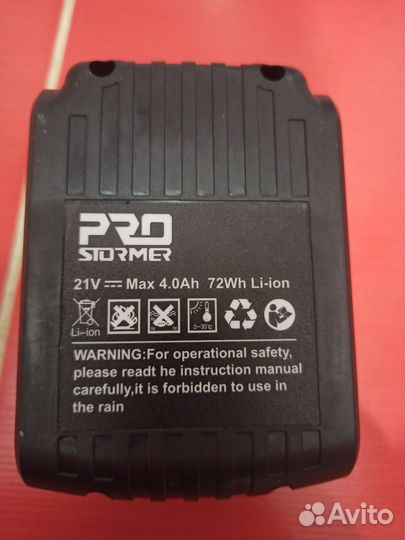 PRO
STORMER
21V Max 4.0Ah 72Wh Li-ion
Li-ion
0-30℃
WARNING:For operational safety,
please readt he instruction manual
carefully,it is forbidden to use in
the rain
Avito